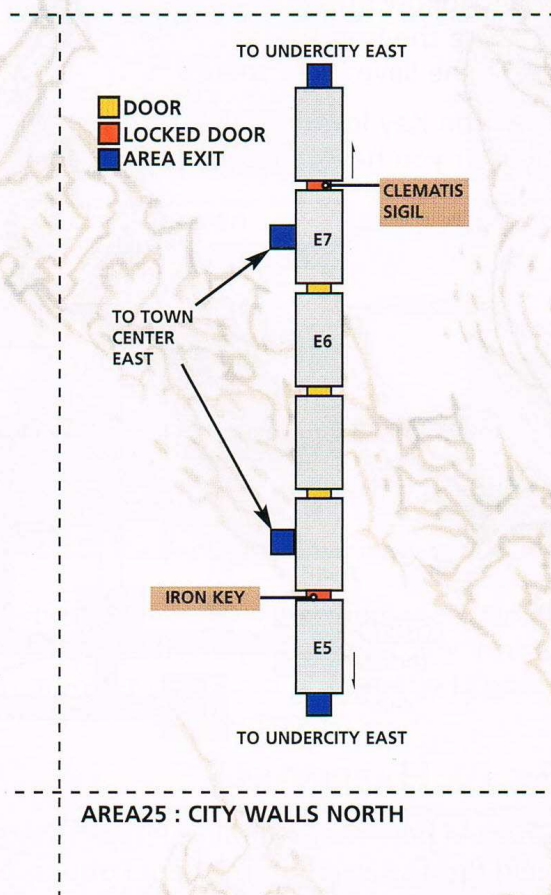 TO UNDERCITY EAST
DOOR
LOCKED DOOR
AREA EXIT
CLEMATIS
SIGIL
E7
TO TOWN
CENTER
EAST
E6
IRON KEY
E5
TO UNDERCITY EAST
AREA25 : CITY WALLS NORTH